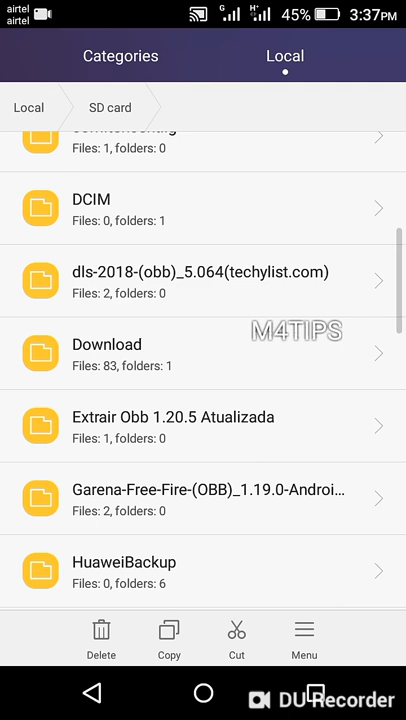 airtel
airtel
G
H+
45%
3:37PM
Categories
Local
Local
SD card
Files: 1, folders: 0
DCIM
Files: 0, folders: 1
dls-2018-(obb)_5.064(techylist.com)
Files: 2, folders: 0
M4TIPS
Download
Files: 83, folders: 1
Extrair Obb 1.20.5 Atualizada
Files: 1, folders: 0
Garena-Free-Fire-(OBB)_1.19.0-Androi...
Files: 2, folders: 0
HuaweiBackup
Files: 0, folders: 6
Delete
Copy
Cut
Menu
DU Recorder